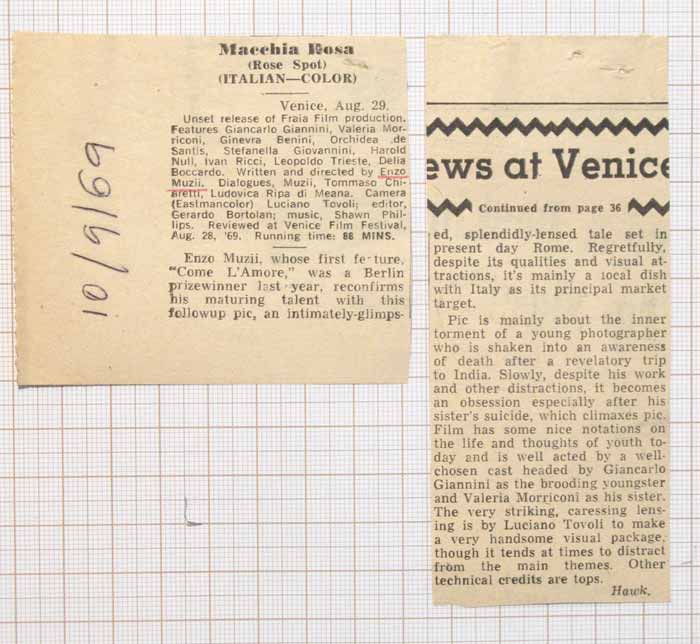 10/9/69
Macchia Rosa
(Rose Spot)
(ITALIAN—COLOR)
Venice, Aug. 29.
Unset release of Fraia Film production.
Features Giancarlo Giannini, Valeria Mor-
riconi, Ginevra Benini, Orchidea de
Santis, Stefanella Giovannini, Harold
Null, Ivan Ricci, Leopoldo Trieste, Delia
Boccardo. Written and directed by Enzo
Muzii. Dialogues, Muzii, Tommaso Chi-
aretti, Ludovica Ripa di Meana. Camera
(Eastmancolor) Luciano Tovoli; editor,
Gerardo Bortolan; music, Shawn Phil-
lips. Reviewed at Venice Film Festival,
Aug. 28, '69. Running time: 88 MINS.
Enzo Muzii, whose first fe ture,
"Come L'Amore," was a Berlin
prizewinner last year, reconfirms
his maturing talent with this
followup pic, an intimately-glimps-
ews at Venice
Continued from page 36
ed, splendidly-lensed tale set in
present day Rome. Regretfully,
despite its qualities and visual at-
tractions, it's mainly a local dish
with Italy as its principal market
target.
Pic is mainly about the inner
torment of a young photographer
who is shaken into an awareness
of death after a revelatory trip
to India. Slowly, despite his work
and other distractions, it becomes
an obsession especially after his
sister's suicide, which climaxes pic.
Film has some nice notations on
the life and thoughts of youth to-
day and is well acted by a well-
chosen cast headed by Giancarlo
Giannini as the brooding youngster
and Valeria Morriconi as his sister.
The very striking, caressing lens-
ing is by Luciano Tovoli to make
a very handsome visual package,
though it tends at times to distract
from the main themes. Other
technical credits are tops.
Hawk.